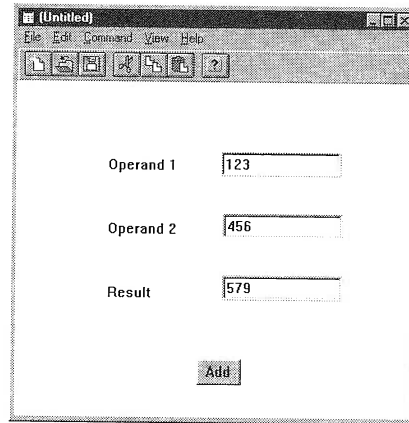 (Untitled)
File Edit Command View Help
?
Operand 1 123
Operand 2 456
Result 579
Add